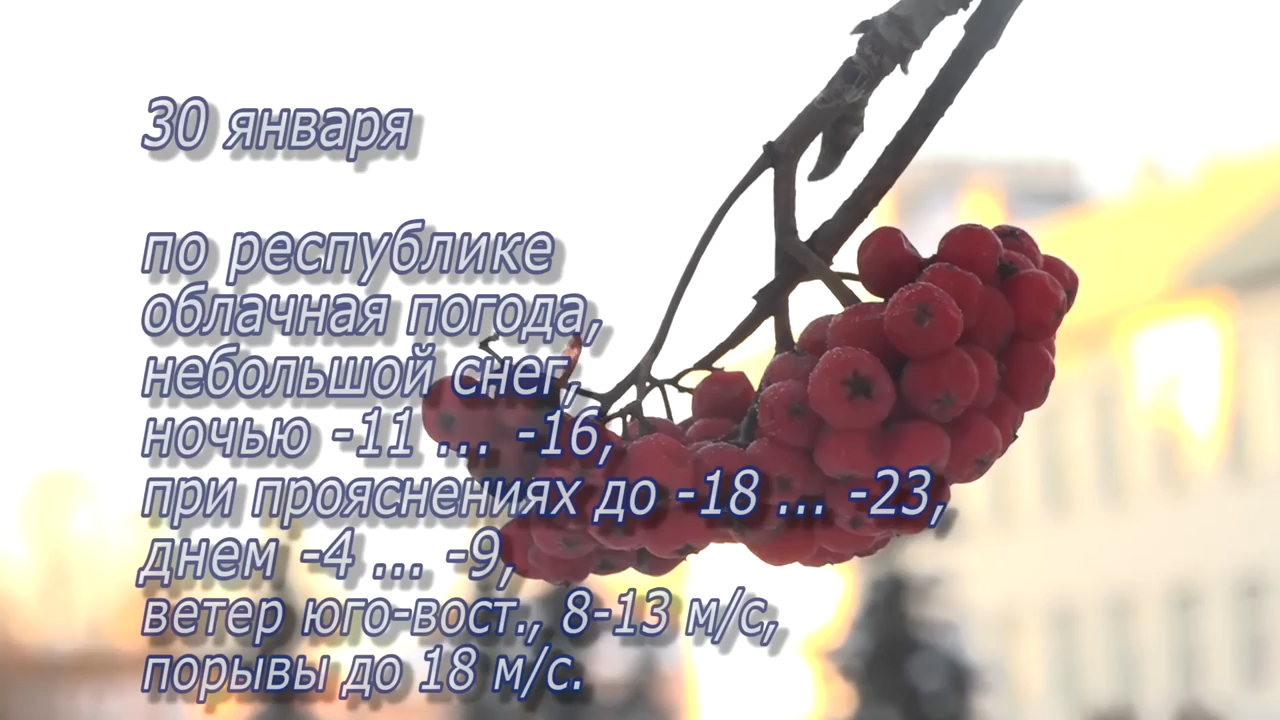 30 января
по республике
облачная погода,
небольшой снег,
ночью -11 ... -16,
при прояснениях до -18 ... -23,
днем -4 ... -9,
ветер юго-вост., 8-13 м/с,
порывы до 18 м/с.